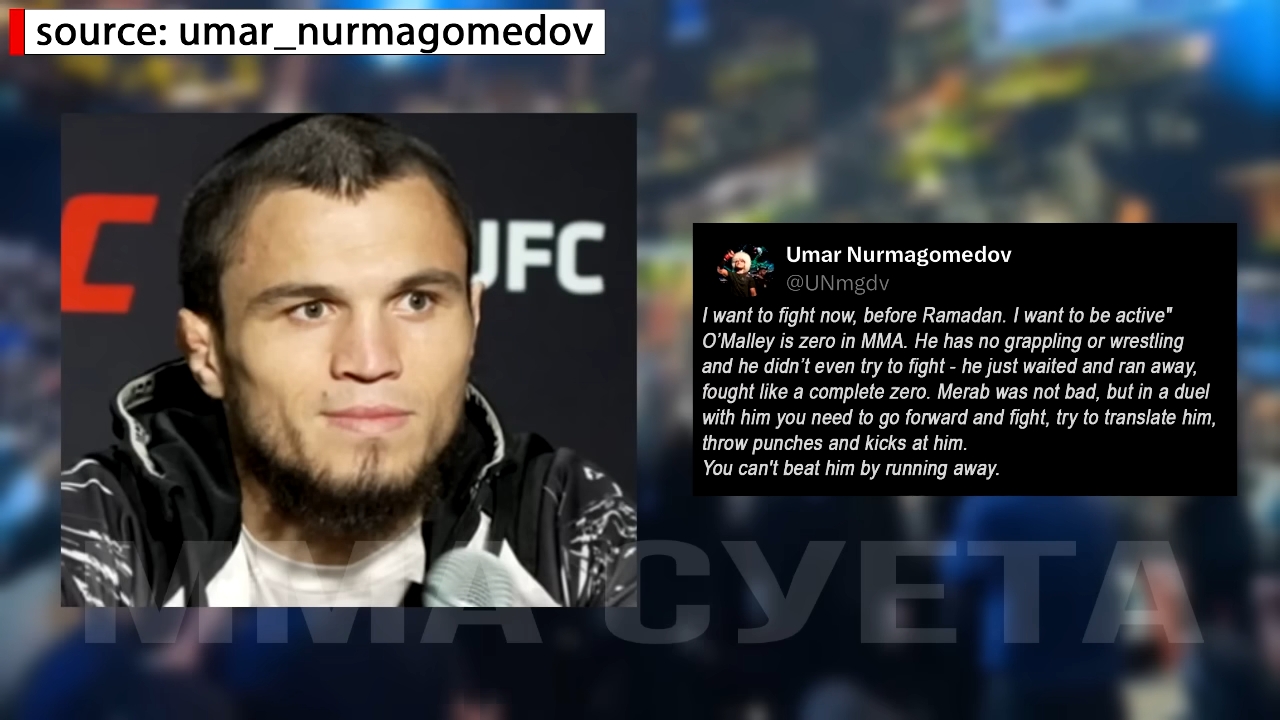 source: umar_nurmagomedov
C
UFC
Umar Nurmagomedov
@UNmgdv
I want to fight now, before Ramadan. I want to be active"
O'Malley is zero in MMA. He has no grappling or wrestling
and he didn't even try to fight - he just waited and ran away,
fought like a complete zero. Merab was not bad, but in a duel
with him you need to go forward and fight, try to translate him,
throw punches and kicks at him.
You can't beat him by running away.
ММА СУЕТА